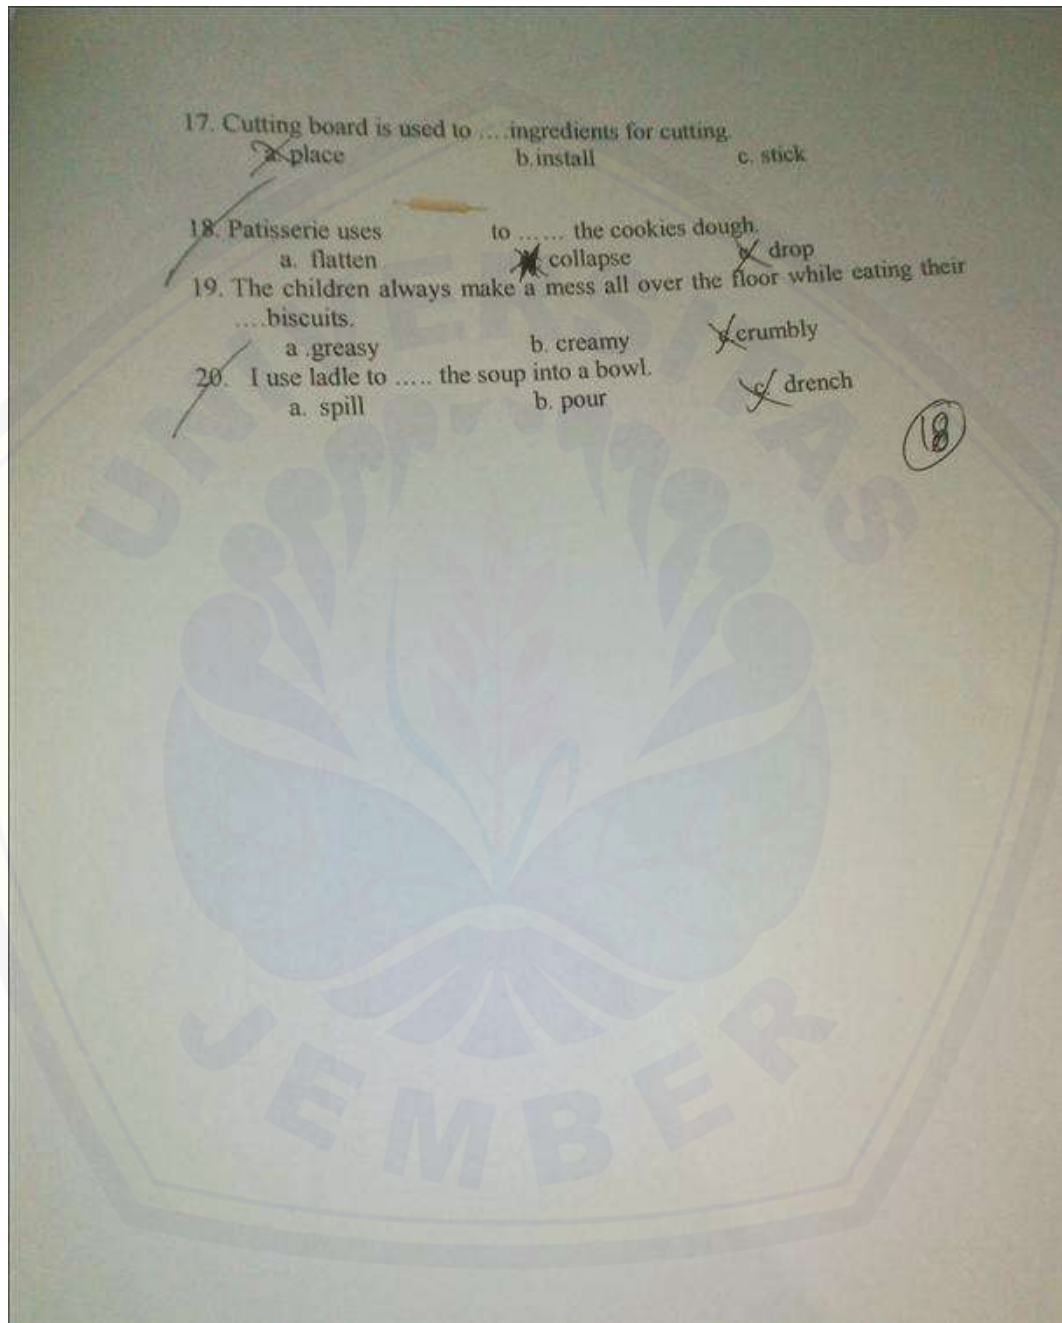 17. Cutting board is used to ....ingredients for cutting.
a. place b. install c. stick
18. Patisserie uses to ...... the cookies dough.
a. flatten collapse c. drop
19. The children always make a mess all over the floor while eating their
....biscuits.
a .greasy b. creamy c. crumbly
20. I use ladle to ..... the soup into a bowl.
a. spill b. pour c. drench
18
UNIVERSITAS
JEMBER